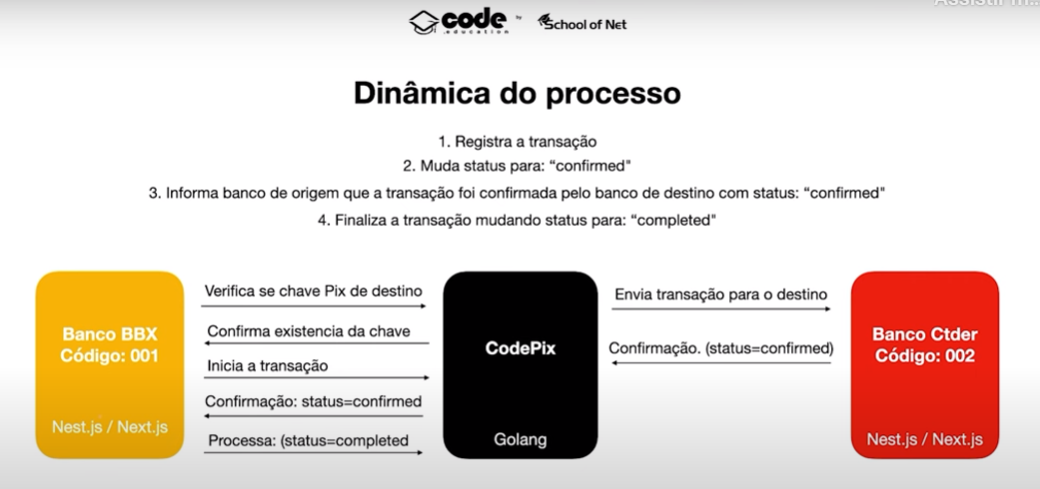 Assistir m...
code
.education
by
School of Net
Dinâmica do processo
1. Registra a transação
2. Muda status para: “confirmed"
3. Informa banco de origem que a transação foi confirmada pelo banco de destino com status: “confirmed"
4. Finaliza a transação mudando status para: “completed"
Banco BBX
Código: 001
Nest.js / Next.js
Verifica se chave Pix de destino
Confirma existencia da chave
Inicia a transação
Confirmação: status=confirmed
Processa: (status=completed
CodePix
Golang
Envia transação para o destino
Confirmação. (status=confirmed)
Banco Ctder
Código: 002
Nest.js / Next.js